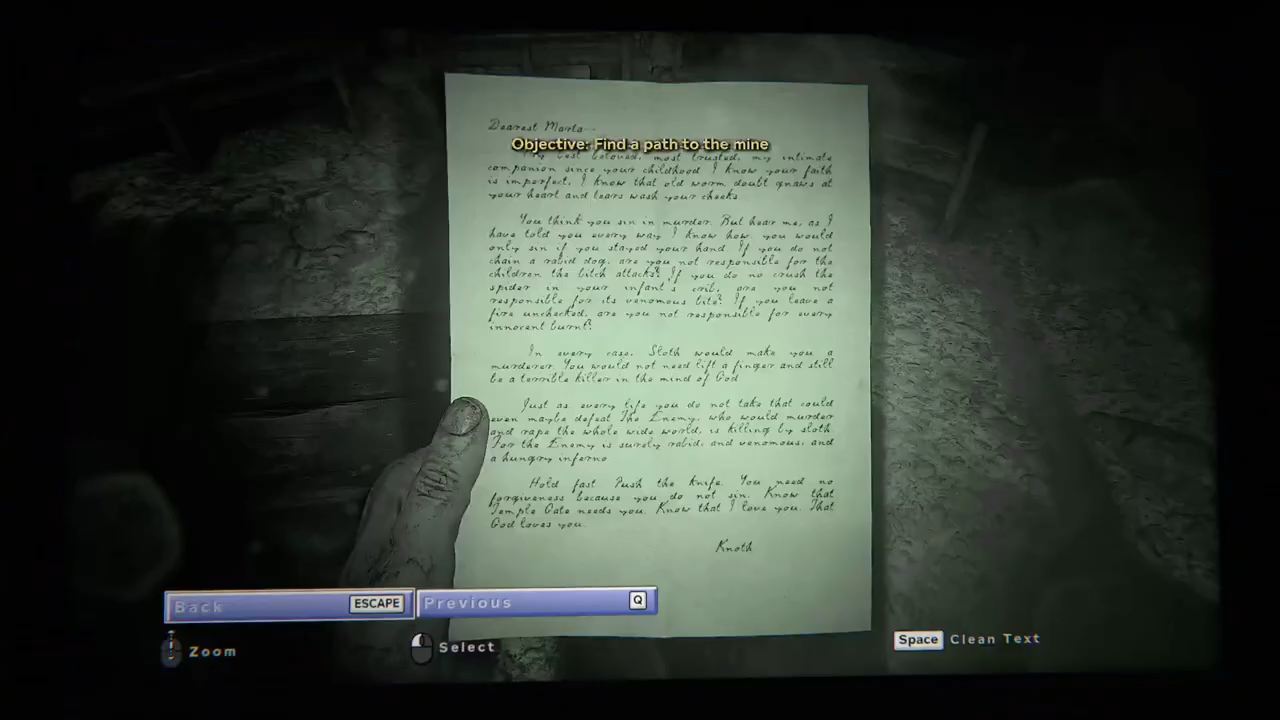 Dearest Marta—
Objective: Find a path to the mine
My best beloved, most trusted, my intimate
companion since your childhood I know your faith
is imperfect, I know that old worm doubt gnaws at
your heart and tears wash your cheeks.
You think you sin in murder. But hear me, as I
have told you every way I know how, you would
only sin if you stayed your hand. If you do not
chain a rabid dog, are you not responsible for the
children the bitch attacks? If you do no crush the
spider in your infant's crib, are you not
responsible for its venomous bite? If you leave a
fire unchecked, are you not responsible for every
innocent burnt?
In every case, Sloth would make you a
murderer. You would not need lift a finger and still
be a terrible killer in the mind of God
Just as every life you do not take that could
even maybe defeat The Enemy, who would murder
and rape the whole wide world, is killing by sloth
For the Enemy is surely rabid, and venomous, and
a hungry inferno
Hold fast. Push the knife. You need no
forgiveness because you do not sin. Know that
Temple Gate needs you. Know that I love you. That
God loves you.
Knoth
Back ESCAPE Previous Q
Zoom Select Space Clean Text